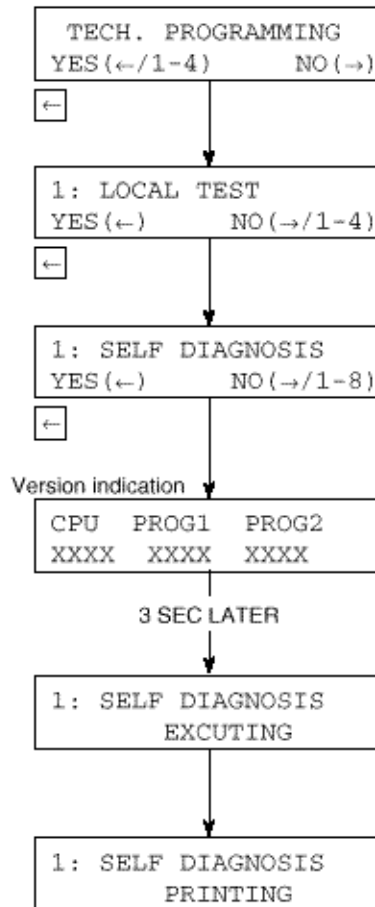 TECH. PROGRAMMING
YES(←/1-4) NO(→)
←
1: LOCAL TEST
YES(←) NO(→/1-4)
←
1: SELF DIAGNOSIS
YES(←) NO(→/1-8)
←
Version indication
CPU PROG1 PROG2
XXXX XXXX XXXX
3 SEC LATER
1: SELF DIAGNOSIS
EXCUTING
1: SELF DIAGNOSIS
PRINTING